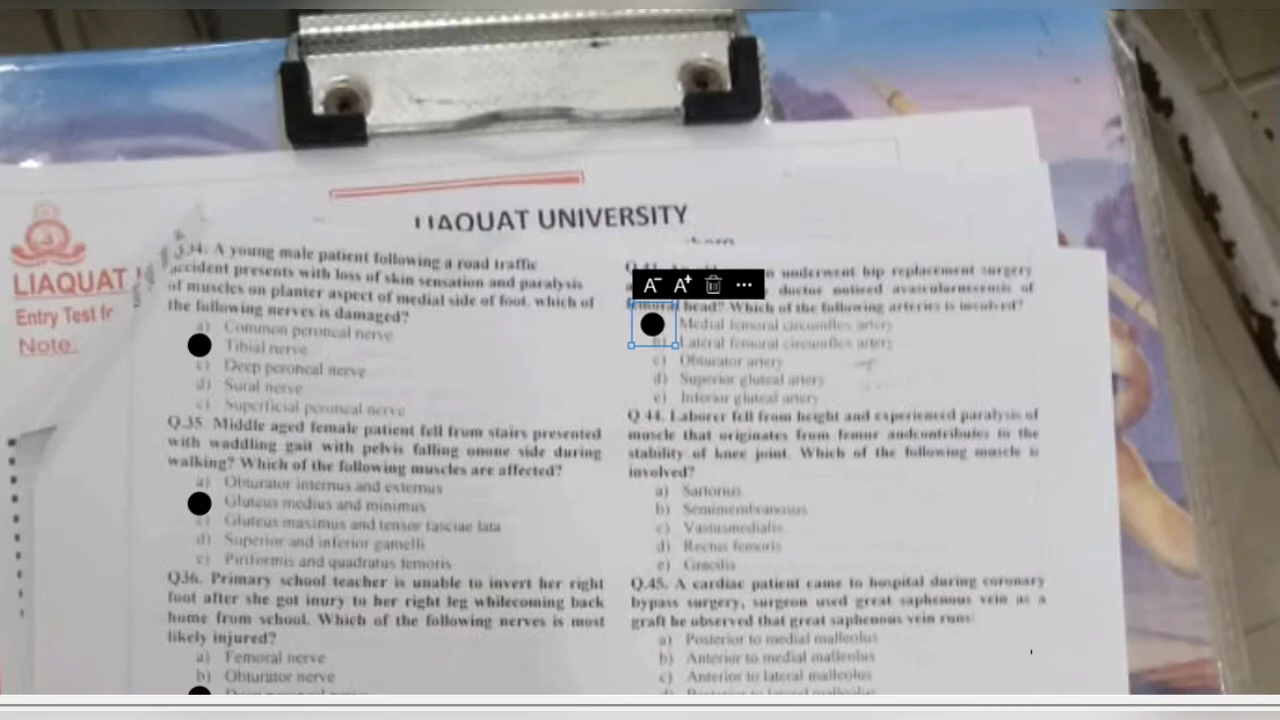 LIAQUAT UNIVERSITY
LIAQUAT
Entry Test fr
Note.
Q.34: A young male patient following a road traffic
accident presents with loss of skin sensation and paralysis
of muscles on planter aspect of medial side of foot. which of
the following nerves is damaged?
a) Common peroneal nerve
Tibial nerve
c) Deep peroneal nerve
d) Sural nerve
e) Superficial peroneal nerve
Q.35. Middle aged female patient fell from stairs presented
with waddling gait with pelvis falling onone side during
walking? Which of the following muscles are affected?
a) Obturator internus and externus
Gluteus medius and minimus
c) Gluteus maximus and tensor fasciae lata
d) Superior and inferior gamelli
e) Piriformis and quadratus femoris
Q36. Primary school teacher is unable to invert her right
foot after she got inury to her right leg whilecoming back
home from school. Which of the following nerves is most
likely injured?
a) Femoral nerve
b) Obturator nerve
Deep peroneal nerve
underwent hip replacement surgery
doctor noticed avascularnecrosis of
femoral head? Which of the following arteries is involved?
Medial femoral circumflex artery
b) Lateral femoral circumflex artery
c) Obturator artery
d) Superior gluteal artery
e) Inferior gluteal artery
Q 44. Laborer fell from height and experienced paralysis of
muscle that originates from femur andcontributes to the
stability of knee joint. Which of the following muscle is
involved?
a) Sartorius
b) Semimembranosus
c) Vastusmedialis
d) Rectus femoris
e) Gracilis
Q.45. A cardiac patient came to hospital during coronary
bypass surgery, surgeon used great saphenous vein as a
graft he observed that great saphenous vein runs:
a) Posterior to medial malleolus
b) Anterior to medial malleolus
c) Anterior to lateral malleolus
d) Posterior to lateral malleolus